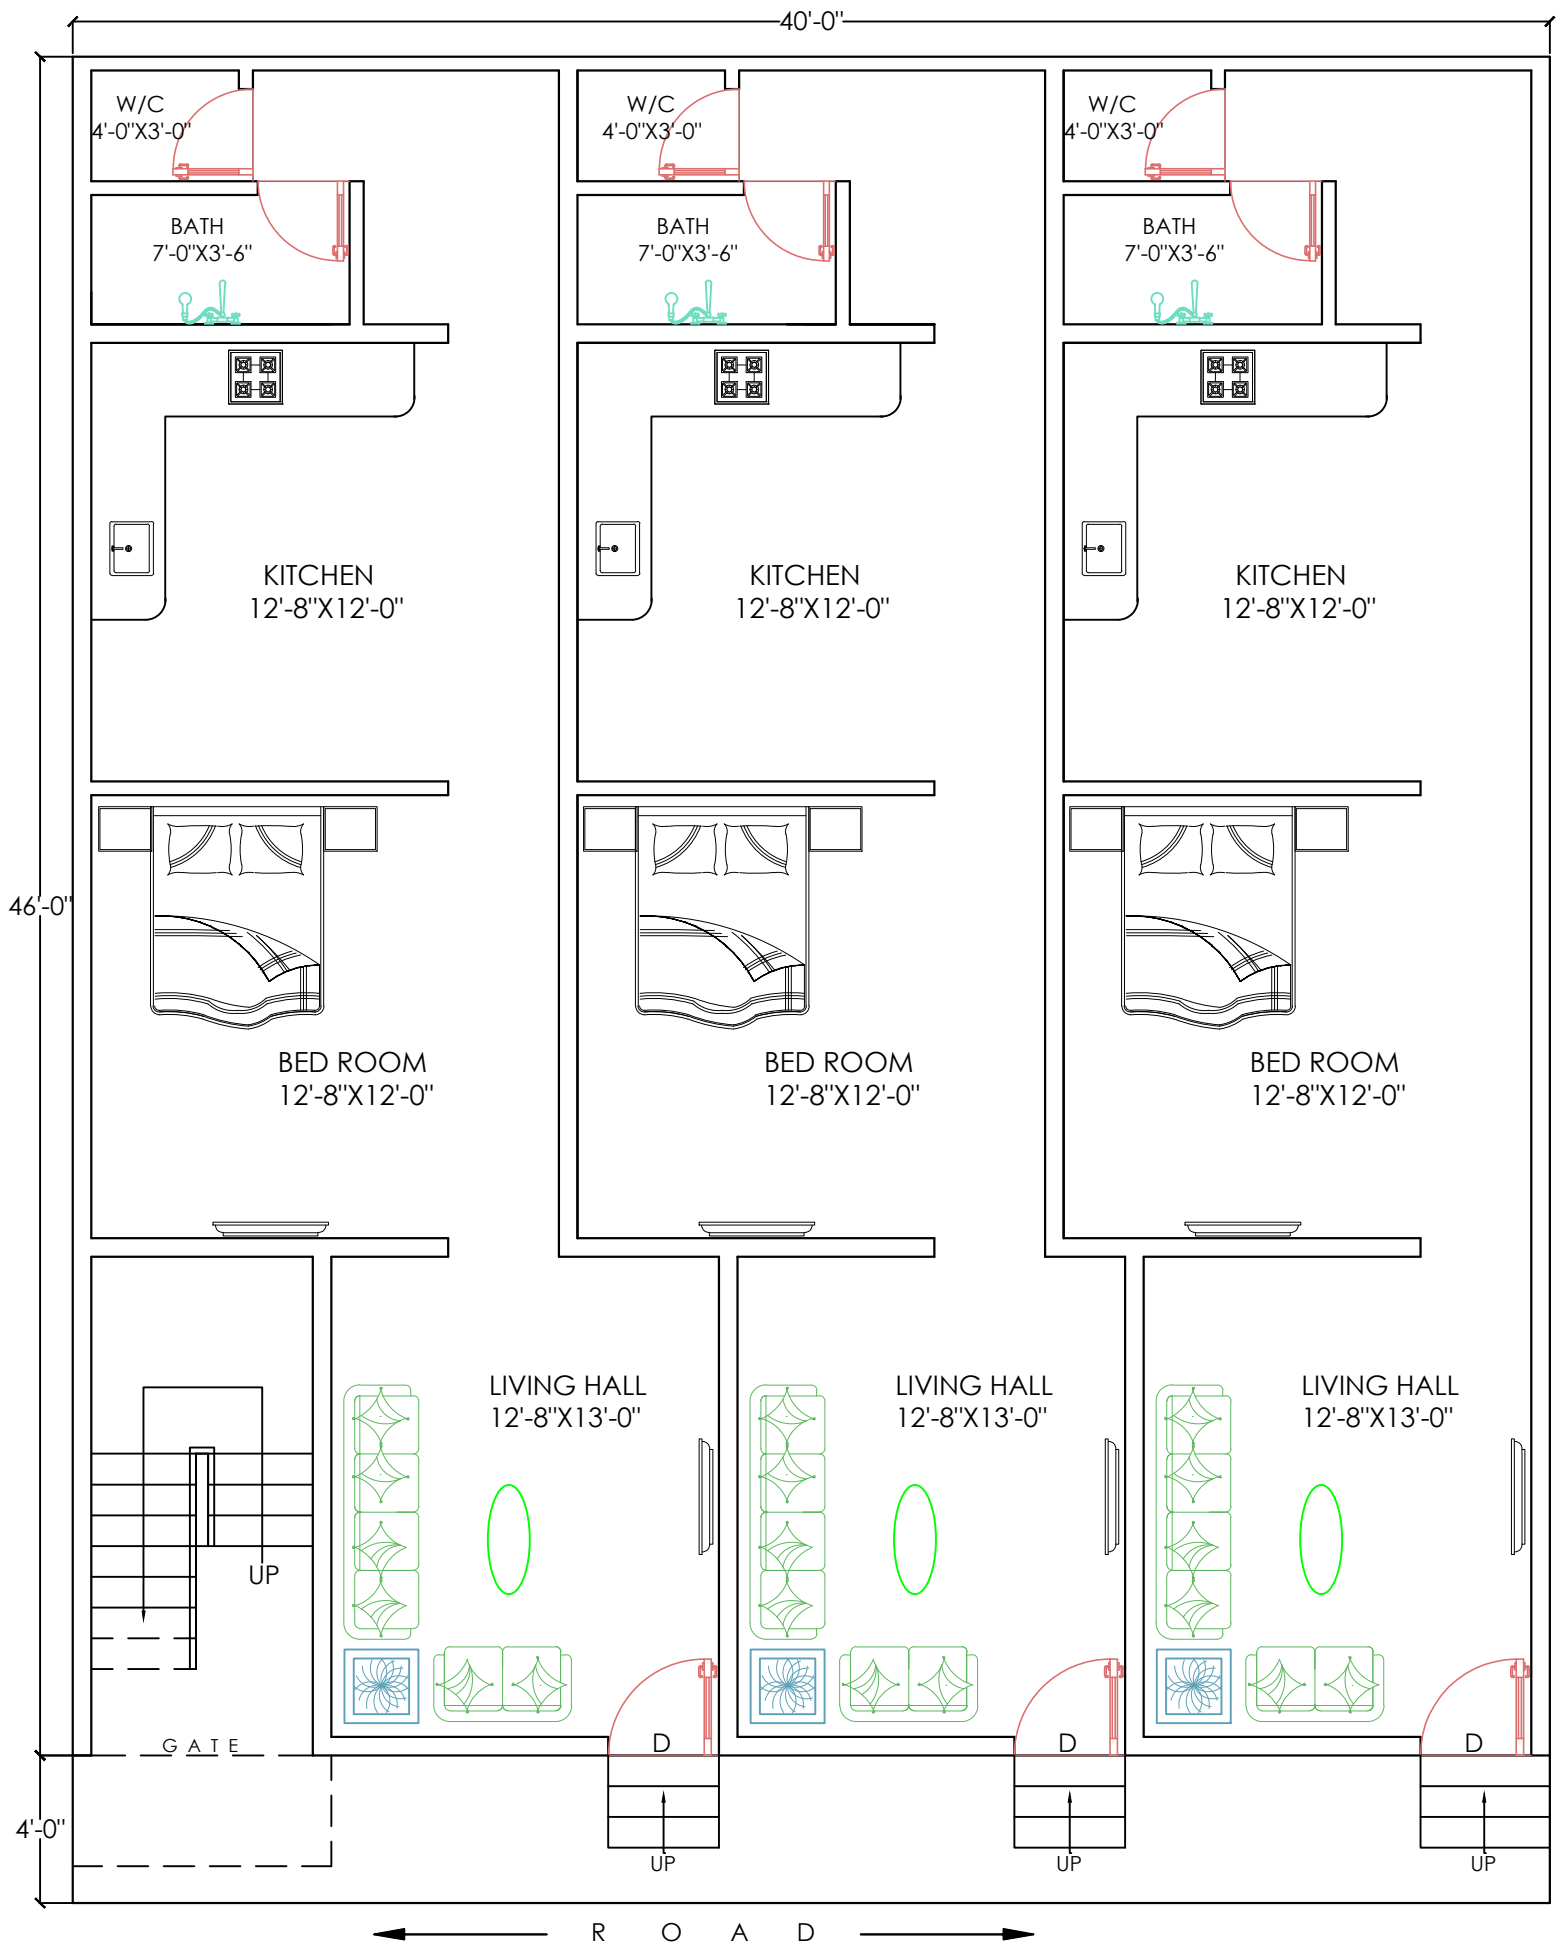 40'-0"
W/C
4'-0"X3'-0"
W/C
4'-0"X3'-0"
W/C
4'-0"X3'-0"
BATH
7'-0"X3'-6"
BATH
7'-0"X3'-6"
BATH
7'-0"X3'-6"
KITCHEN
12'-8"X12'-0"
KITCHEN
12'-8"X12'-0"
KITCHEN
12'-8"X12'-0"
46'-0"
BED ROOM
12'-8"X12'-0"
BED ROOM
12'-8"X12'-0"
BED ROOM
12'-8"X12'-0"
LIVING HALL
12'-8"X13'-0"
LIVING HALL
12'-8"X13'-0"
LIVING HALL
12'-8"X13'-0"
UP
GATE
D
D
D
4'-0"
UP
UP
UP
ROAD